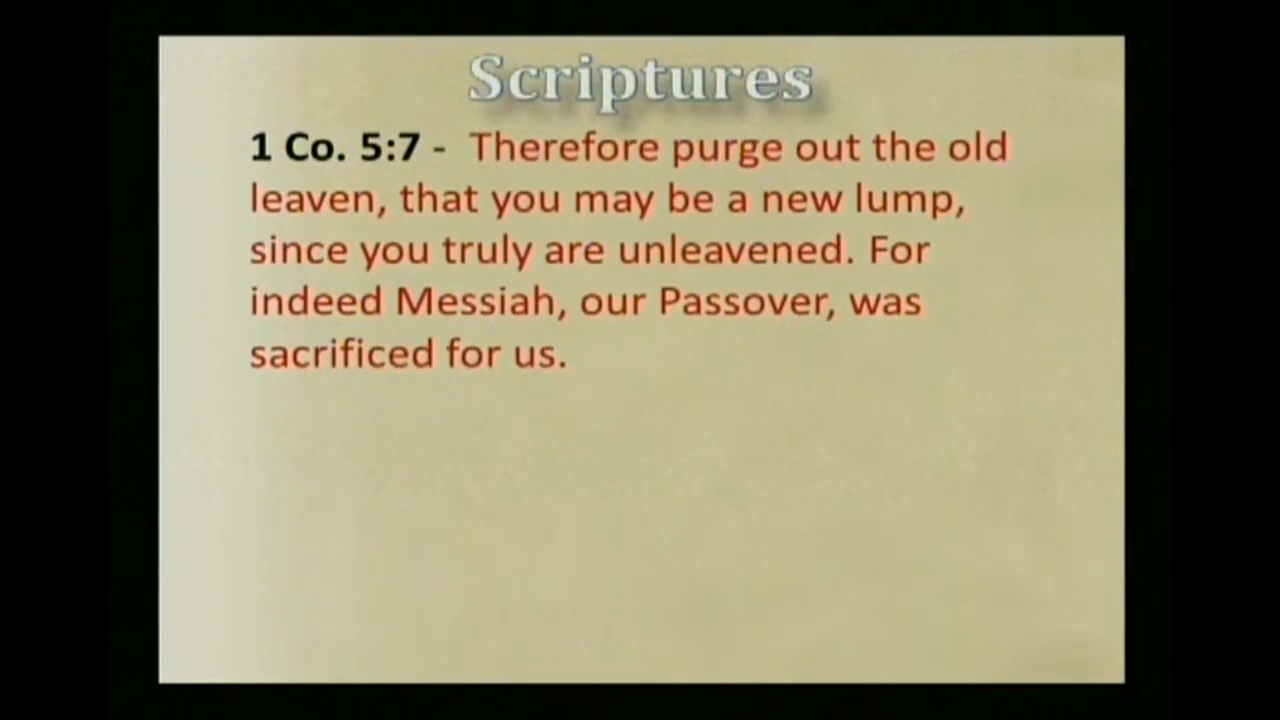 Scriptures
1 Co. 5:7 - Therefore purge out the old
leaven, that you may be a new lump,
since you truly are unleavened. For
indeed Messiah, our Passover, was
sacrificed for us.